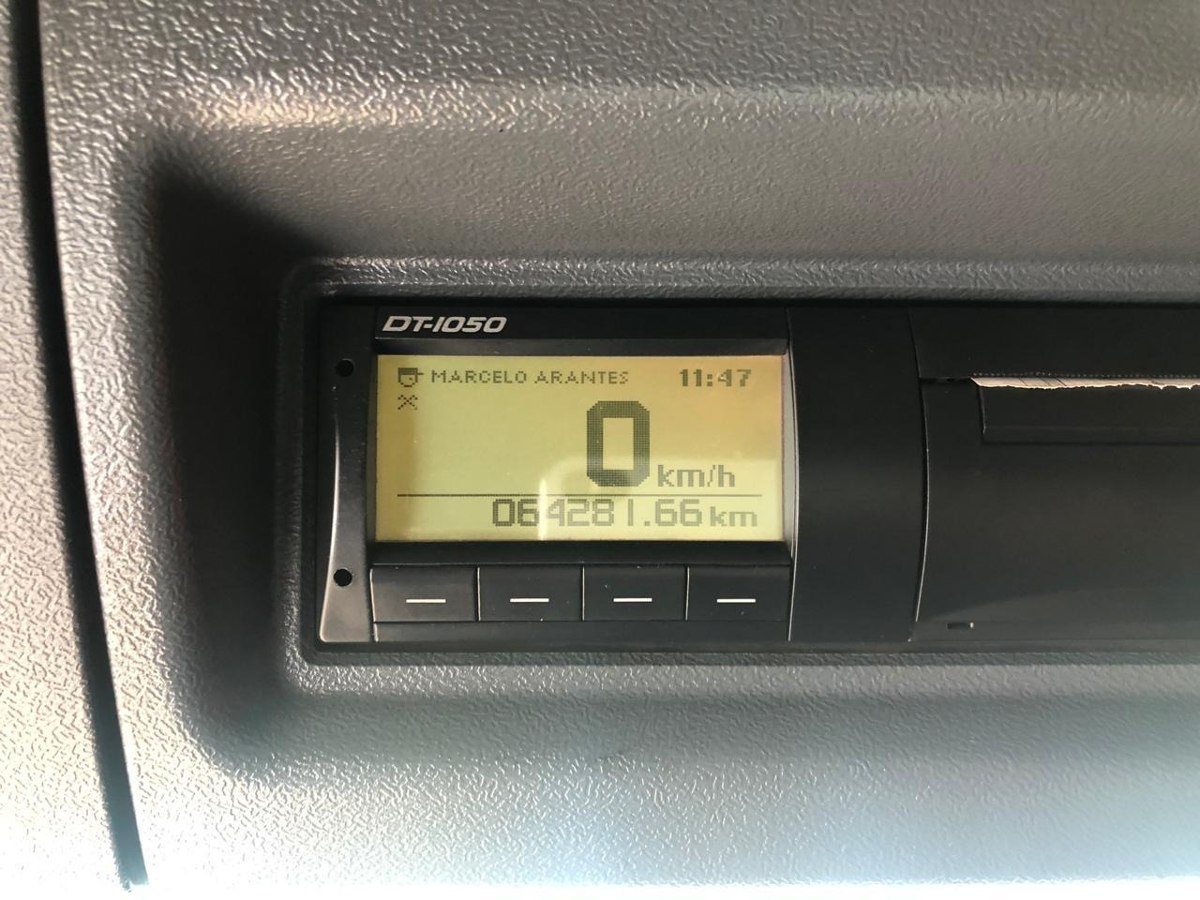 DT-1050
MARCELO ARANTES 11:47
0 km/h
064281.66 km